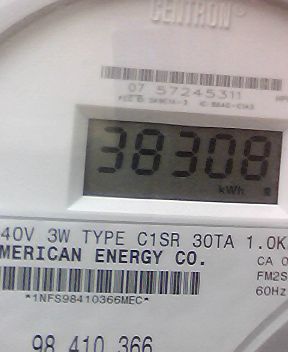 CENTRON®
07 57245311
38308
kWh
40V 3W TYPE C1SR 30TA 1.0K
MERICAN ENERGY CO.
CA 0
FM2S
60Hz
*1NFS98410366MEC*
98 410 366